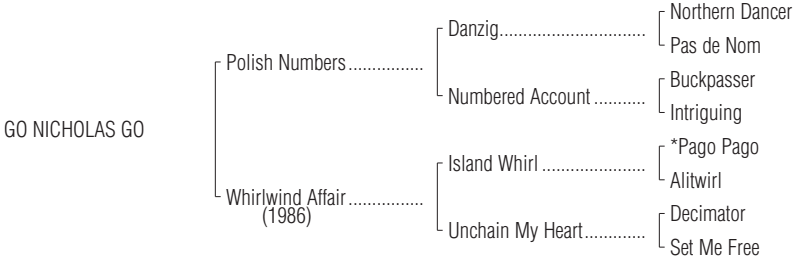 Northern Dancer
Danzig..............................
Pas de Nom
Polish Numbers................
Buckpasser
Numbered Account ...........
Intriguing
GO NICHOLAS GO
*Pago Pago
Island Whirl ......................
Alitwirl
Whirlwind Affair................
(1986)
Decimator
Unchain My Heart.............
Set Me Free